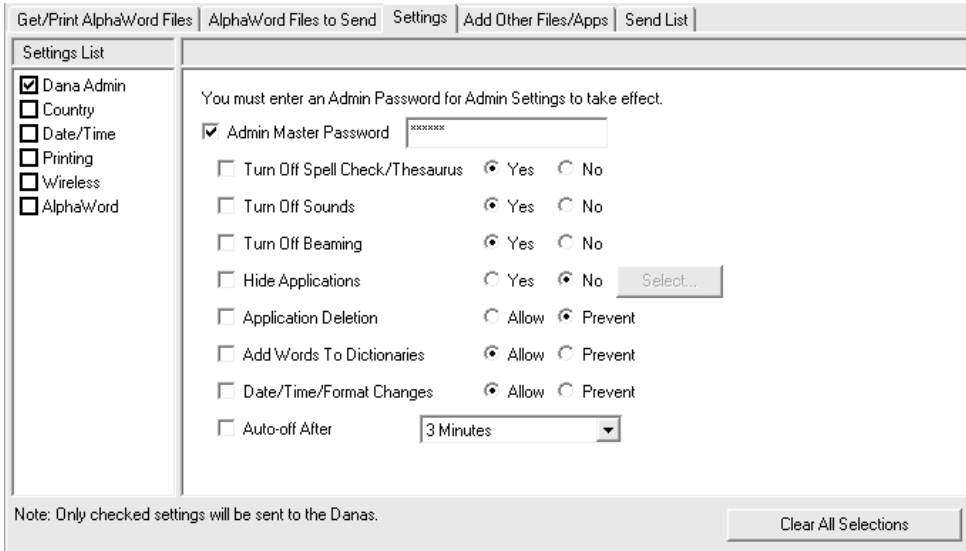 Get/Print AlphaWord Files AlphaWord Files to Send Settings Add Other Files/Apps Send List
Settings List
Dana Admin
Country
Date/Time
Printing
Wireless
AlphaWord
You must enter an Admin Password for Admin Settings to take effect.
Admin Master Password ******
Turn Off Spell Check/Thesaurus Yes No
Turn Off Sounds Yes No
Turn Off Beaming Yes No
Hide Applications Yes No Select...
Application Deletion Allow Prevent
Add Words To Dictionaries Allow Prevent
Date/Time/Format Changes Allow Prevent
Auto-off After 3 Minutes
Note: Only checked settings will be sent to the Danas.
Clear All Selections